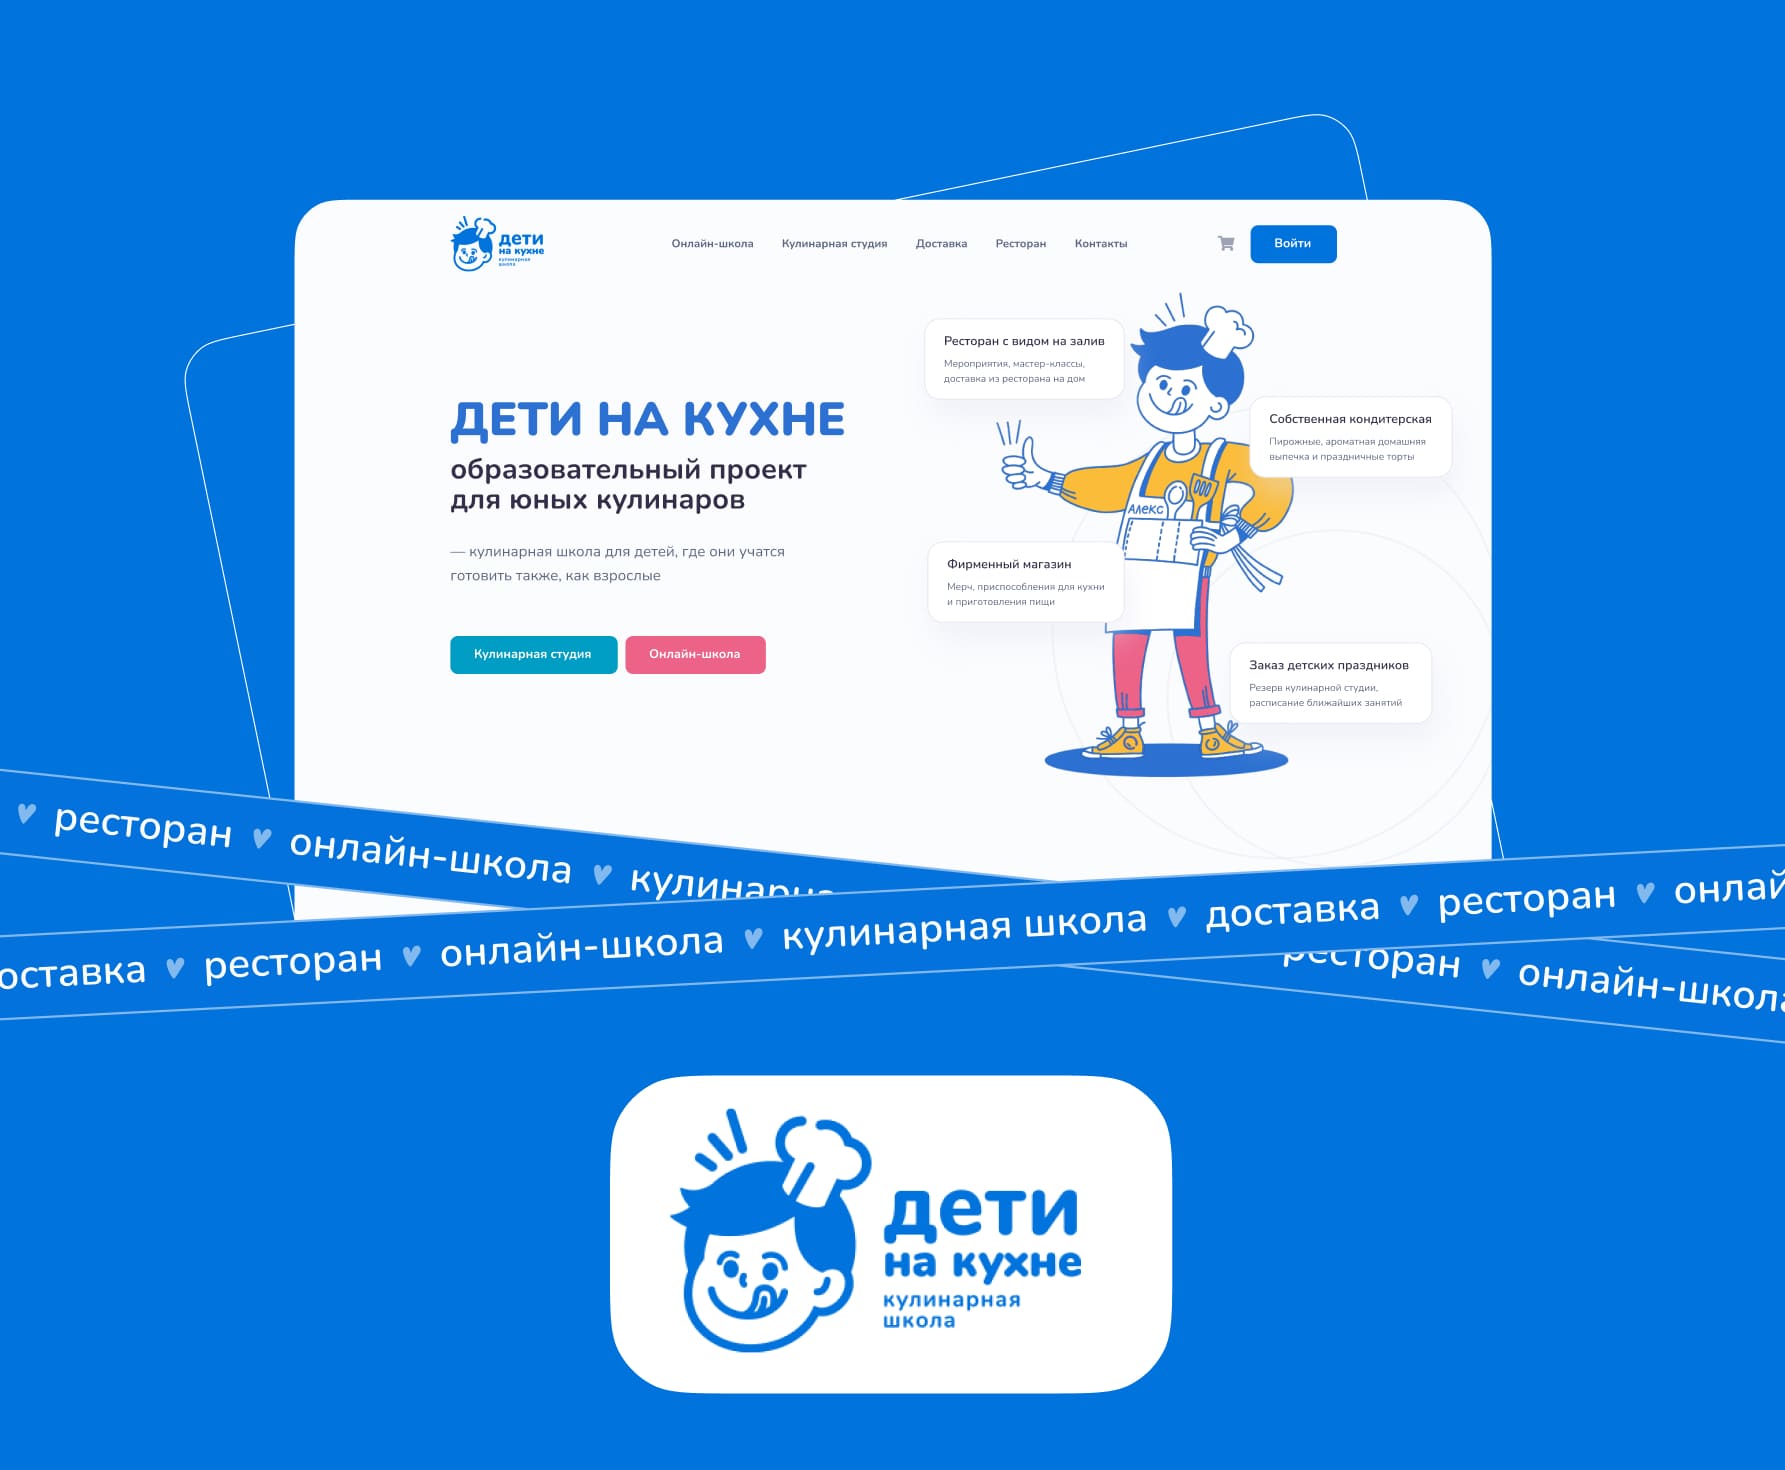 дети
на кухне
кулинарная
школа
Онлайн-школа
Кулинарная студия
Доставка
Ресторан
Контакты
Войти
Ресторан с видом на залив
Мероприятия, мастер-классы,
доставка из ресторана на дом
Собственная кондитерская
Пирожные, ароматная домашняя
выпечка и праздничные торты
ДЕТИ НА КУХНЕ
образовательный проект
для юных кулинаров
— кулинарная школа для детей, где они учатся
готовить также, как взрослые
Кулинарная студия
Онлайн-школа
Алекс
Фирменный магазин
Мерч, приспособления для кухни
и приготовления пищи
Заказ детских праздников
Резерв кулинарной студии,
расписание ближайших занятий
ресторан онлайн-школа
оставка ресторан онлайн-школа кулинарная школа доставка ресторан онлай
ресторан онлайн-школа
дети
на кухне
кулинарная
школа